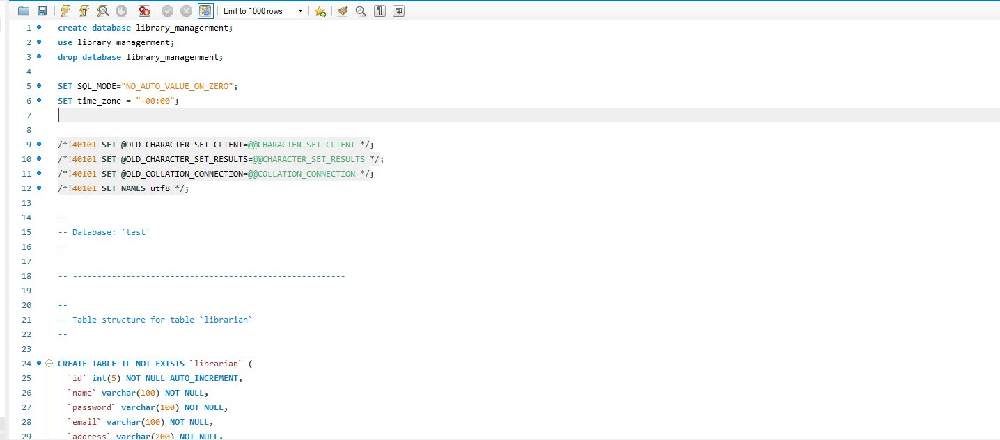 Limit to 1000 rows
1 create database library_managerment;
2 use library_managerment;
3 drop database library_managerment;
4
5 SET SQL_MODE="NO_AUTO_VALUE_ON_ZERO";
6 SET time_zone = "+00:00";
7
8
9 /*!40101 SET @OLD_CHARACTER_SET_CLIENT=@@CHARACTER_SET_CLIENT */;
10 /*!40101 SET @OLD_CHARACTER_SET_RESULTS=@@CHARACTER_SET_RESULTS */;
11 /*!40101 SET @OLD_COLLATION_CONNECTION=@@COLLATION_CONNECTION */;
12 /*!40101 SET NAMES utf8 */;
13
14 --
15 -- Database: `test`
16 --
17
18 -- --------------------------------------------------------
19
20 --
21 -- Table structure for table `librarian`
22 --
23
24 CREATE TABLE IF NOT EXISTS `librarian` (
25 `id` int(5) NOT NULL AUTO_INCREMENT,
26 `name` varchar(100) NOT NULL,
27 `password` varchar(100) NOT NULL,
28 `email` varchar(100) NOT NULL,
29 `address` varchar(200) NOT NULL,